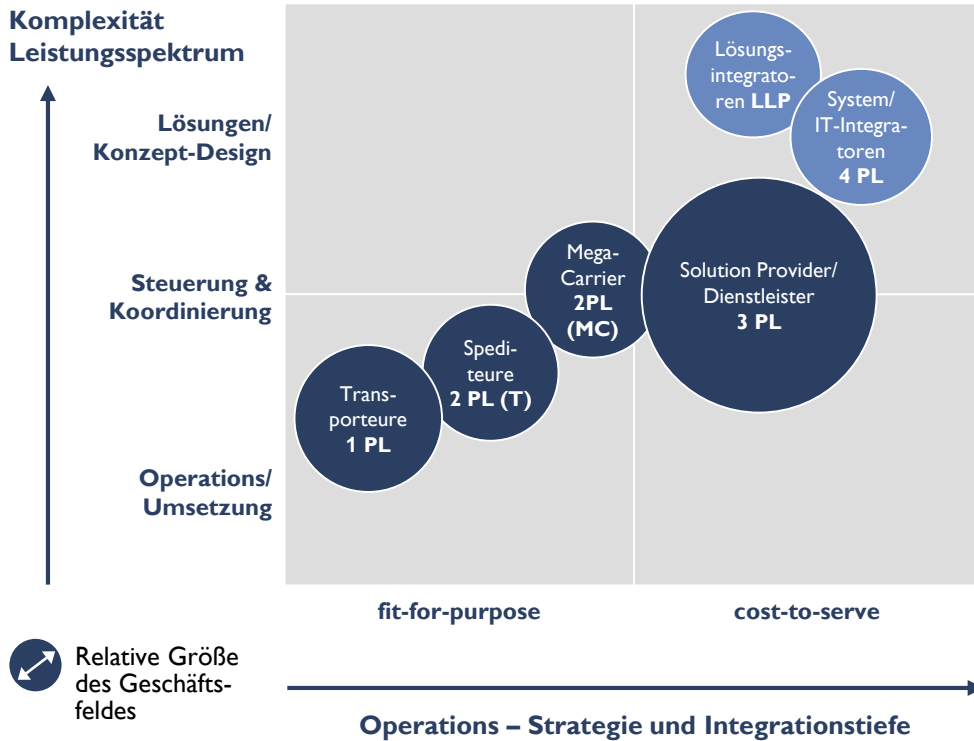 Komplexität
Leistungsspektrum
Lösungen/
Konzept-Design
Steuerung &
Koordinierung
Operations/
Umsetzung
Lösungs-
integrato-
ren LLP
System/
IT-Integra-
toren
4 PL
Mega-
Carrier
2PL
(MC)
Solution Provider/
Dienstleister
3 PL
Spedi-
teure
2 PL (T)
Trans-
porteure
1 PL
fit-for-purpose
cost-to-serve
Relative Größe
des Geschäfts-
feldes
Operations – Strategie und Integrationstiefe